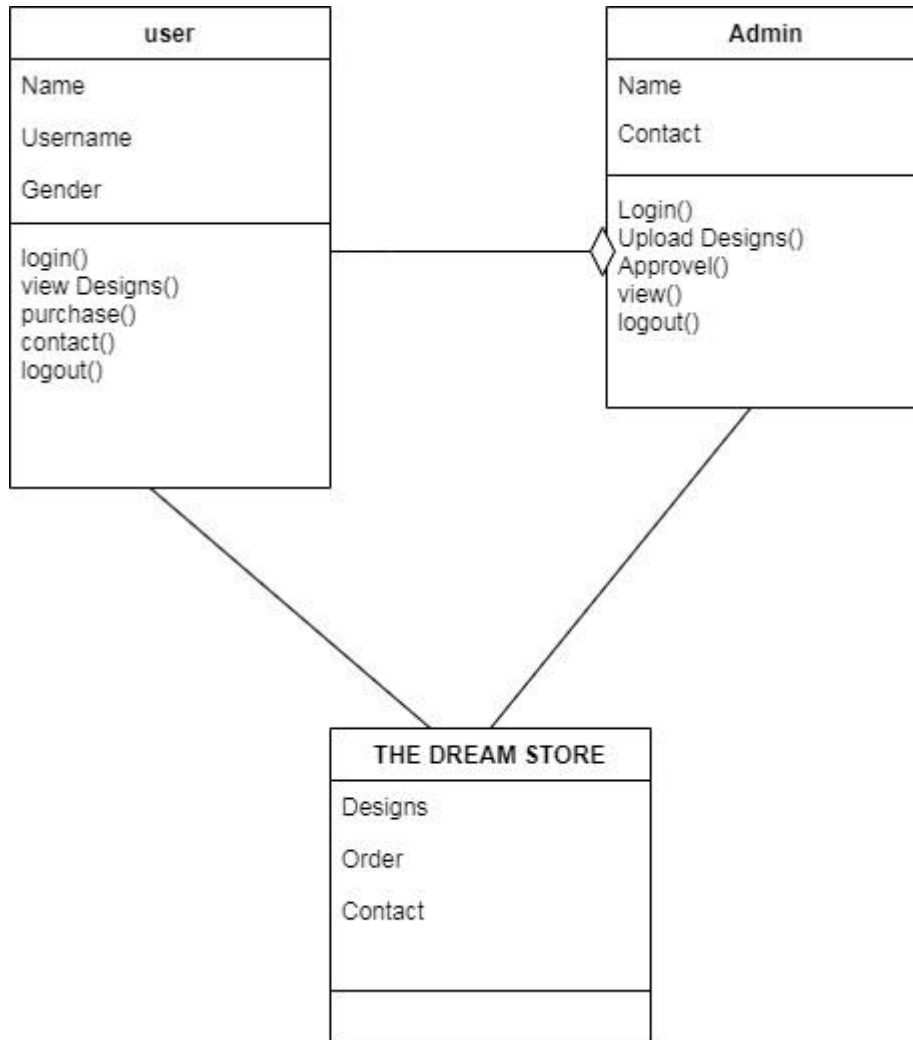 user
Name
Username
Gender
login()
view Designs()
purchase()
contact()
logout()
Admin
Name
Contact
Login()
Upload Designs()
Approvel()
view()
logout()
THE DREAM STORE
Designs
Order
Contact